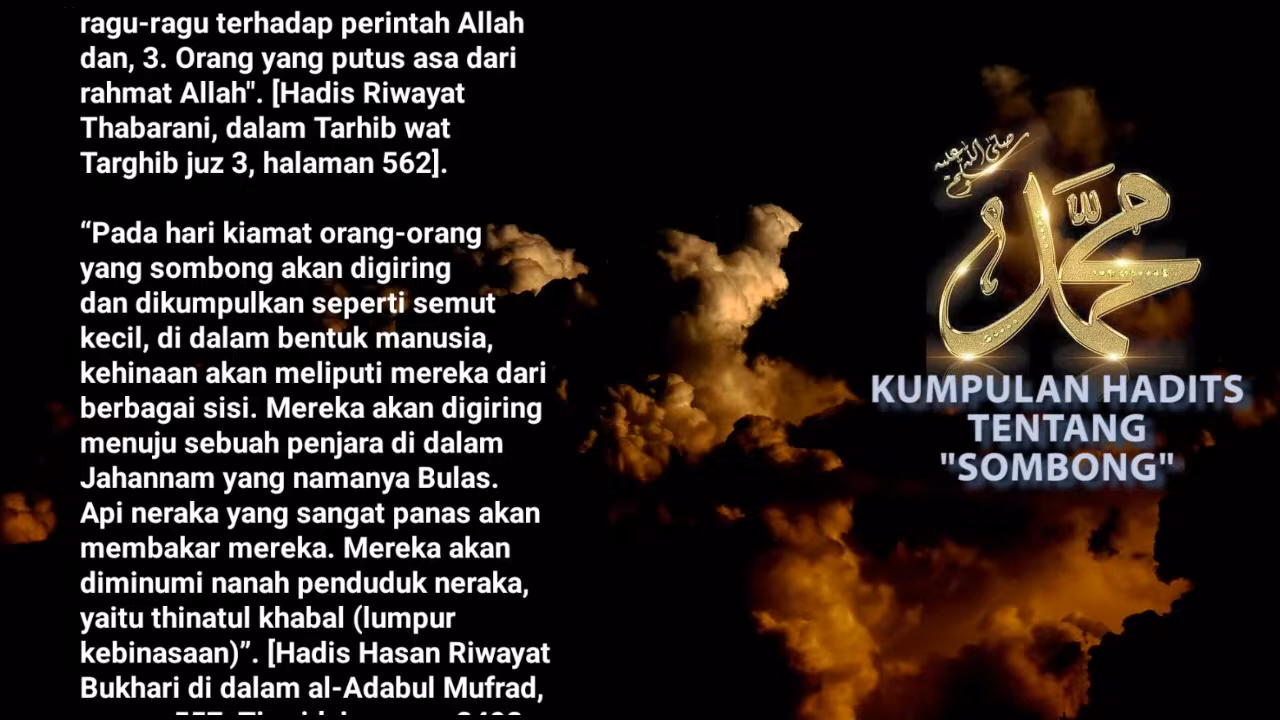 ragu-ragu terhadap perintah Allah
dan, 3. Orang yang putus asa dari
rahmat Allah". [Hadis Riwayat
Thabarani, dalam Tarhib wat
Targhib juz 3, halaman 562].
“Pada hari kiamat orang-orang
yang sombong akan digiring
dan dikumpulkan seperti semut
kecil, di dalam bentuk manusia,
kehinaan akan meliputi mereka dari
berbagai sisi. Mereka akan digiring
menuju sebuah penjara di dalam
Jahannam yang namanya Bulas.
Api neraka yang sangat panas akan
membakar mereka. Mereka akan
diminumi nanah penduduk neraka,
yaitu thinatul khabal (lumpur
kebinasaan)”. [Hadis Hasan Riwayat
Bukhari di dalam al-Adabul Mufrad,
صلى الله عليه وسلم
محمد
KUMPULAN HADITS
TENTANG
"SOMBONG"